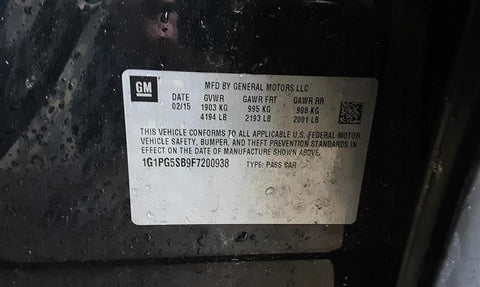 GM MFD BY GENERAL MOTORS LLC
DATE GVWR GAWR FRT GAWR RR
02/15 1903 KG 995 KG 908 KG
4194 LB 2193 LB 2001 LB
THIS VEHICLE CONFORMS TO ALL APPLICABLE U.S. FEDERAL MOTOR
VEHICLE SAFETY, BUMPER, AND THEFT PREVENTION STANDARDS IN
EFFECT ON THE DATE OF MANUFACTURE SHOWN ABOVE.
1G1PG5SB9F7200938 TYPE: PASS CAR